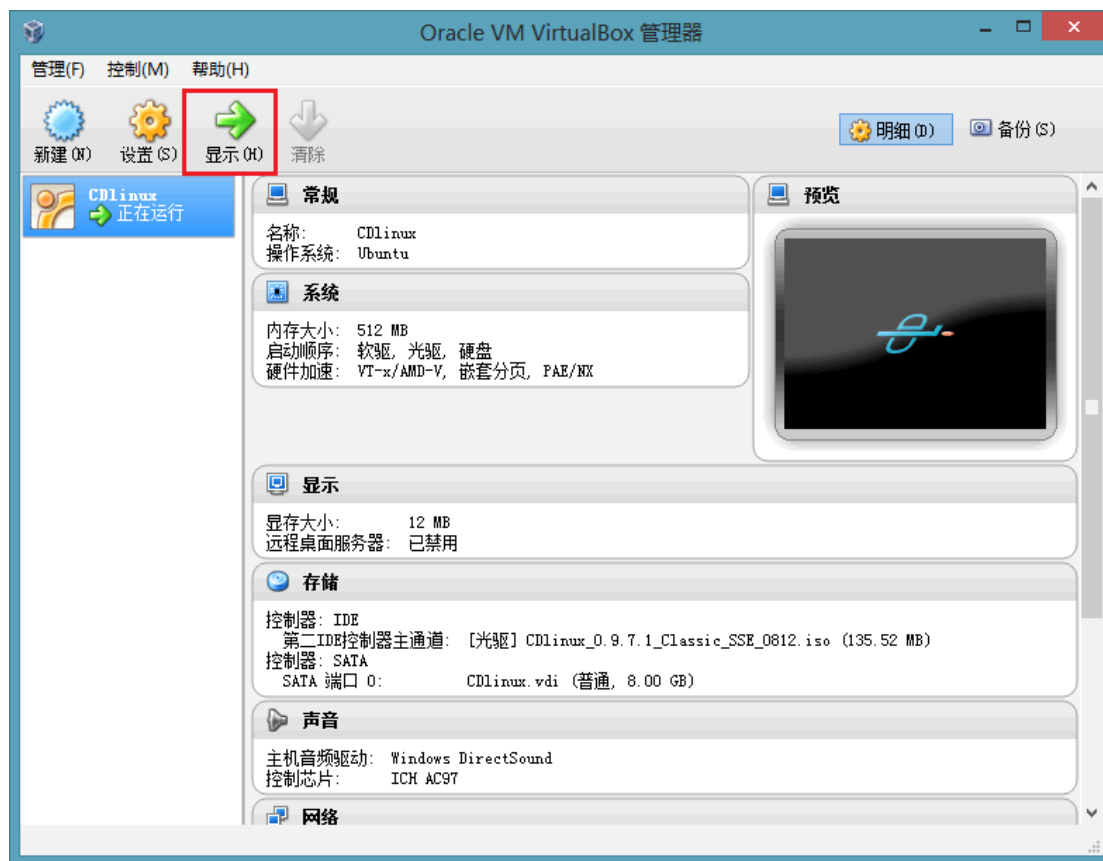 Oracle VM VirtualBox 管理器
管理(F) 控制(M) 帮助(H)
新建(N) 设置(S) 显示(H) 清除 明细(D) 备份(S)
CDlinux
正在运行
常规
名称: CDlinux
操作系统: Ubuntu
预览
系统
内存大小: 512 MB
启动顺序: 软驱, 光驱, 硬盘
硬件加速: VT-x/AMD-V, 嵌套分页, PAE/NX
显示
显存大小: 12 MB
远程桌面服务器: 已禁用
存储
控制器: IDE
第二IDE控制器主通道: [光驱] CDlinux_0.9.7.1_Classic_SSE_0812.iso (135.52 MB)
控制器: SATA
SATA 端口 0: CDlinux.vdi (普通, 8.00 GB)
声音
主机音频驱动: Windows DirectSound
控制芯片: ICH AC97
网络